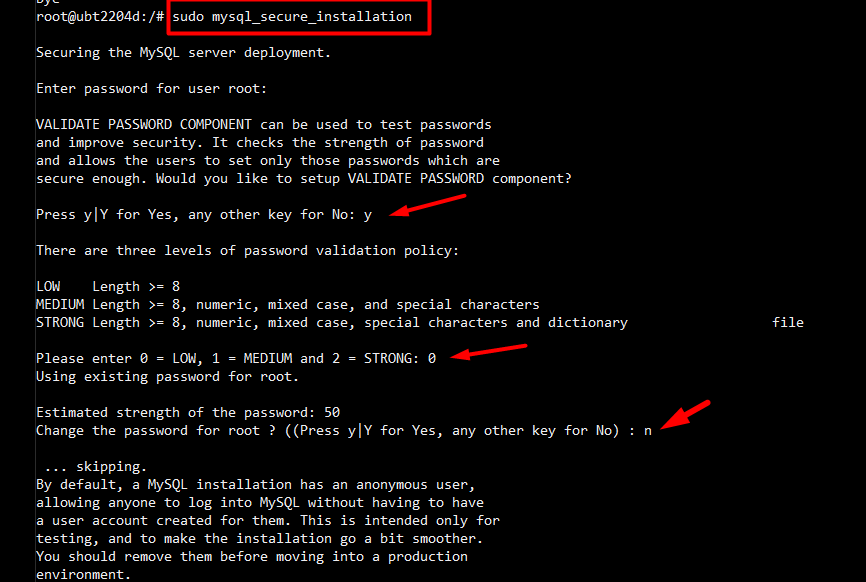 bye
root@ubt2204d:/# sudo mysql_secure_installation
Securing the MySQL server deployment.
Enter password for user root:
VALIDATE PASSWORD COMPONENT can be used to test passwords
and improve security. It checks the strength of password
and allows the users to set only those passwords which are
secure enough. Would you like to setup VALIDATE PASSWORD component?
Press y|Y for Yes, any other key for No: y
There are three levels of password validation policy:
LOW    Length >= 8
MEDIUM Length >= 8, numeric, mixed case, and special characters
STRONG Length >= 8, numeric, mixed case, special characters and dictionary                  file
Please enter 0 = LOW, 1 = MEDIUM and 2 = STRONG: 0
Using existing password for root.
Estimated strength of the password: 50
Change the password for root ? ((Press y|Y for Yes, any other key for No) : n
 ... skipping.
By default, a MySQL installation has an anonymous user,
allowing anyone to log into MySQL without having to have
a user account created for them. This is intended only for
testing, and to make the installation go a bit smoother.
You should remove them before moving into a production
environment.